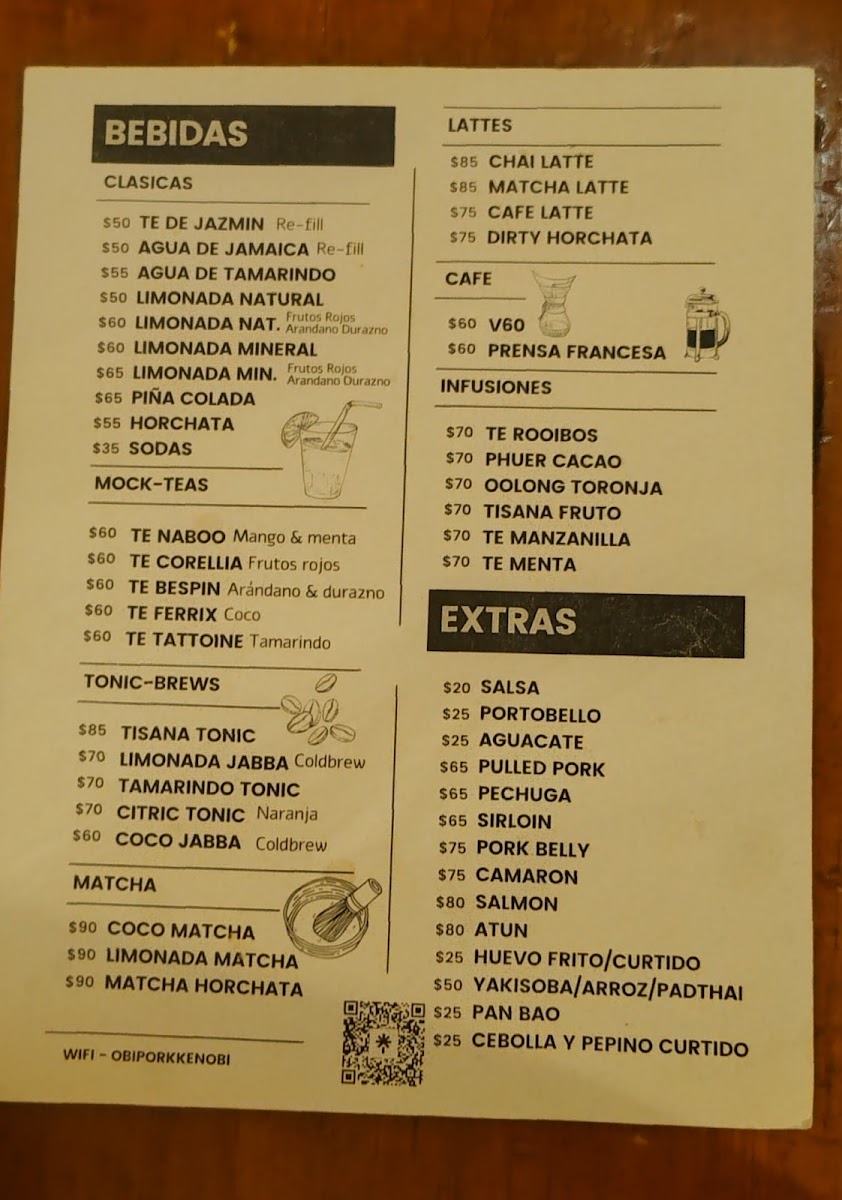 BEBIDAS
CLASICAS
$50 TE DE JAZMIN Re-fill
$50 AGUA DE JAMAICA Re-fill
$55 AGUA DE TAMARINDO
$50 LIMONADA NATURAL
$60 LIMONADA NAT. Frutos Rojos
Arandano Durazno
$60 LIMONADA MINERAL
$65 LIMONADA MIN. Frutos Rojos
Arandano Durazno
$65 PIÑA COLADA
$55 HORCHATA
$35 SODAS
MOCK-TEAS
$60 TE NABOO Mango & menta
$60 TE CORELLIA Frutos rojos
$60 TE BESPIN Arándano & durazno
$60 TE FERRIX Coco
$60 TE TATTOINE Tamarindo
TONIC-BREWS
$85 TISANA TONIC
$70 LIMONADA JABBA Coldbrew
$70 TAMARINDO TONIC
$70 CITRIC TONIC Naranja
$60 COCO JABBA Coldbrew
MATCHA
$90 COCO MATCHA
$90 LIMONADA MATCHA
$90 MATCHA HORCHATA
WIFI - OBIPORKKENOBI
LATTES
$85 CHAI LATTE
$85 MATCHA LATTE
$75 CAFE LATTE
$75 DIRTY HORCHATA
CAFE
$60 V60
$60 PRENSA FRANCESA
INFUSIONES
$70 TE ROOIBOS
$70 PHUER CACAO
$70 OOLONG TORONJA
$70 TISANA FRUTO
$70 TE MANZANILLA
$70 TE MENTA
EXTRAS
$20 SALSA
$25 PORTOBELLO
$25 AGUACATE
$65 PULLED PORK
$65 PECHUGA
$65 SIRLOIN
$75 PORK BELLY
$75 CAMARON
$80 SALMON
$80 ATUN
$25 HUEVO FRITO/CURTIDO
$50 YAKISOBA/ARROZ/PADTHAI
$25 PAN BAO
$25 CEBOLLA Y PEPINO CURTIDO